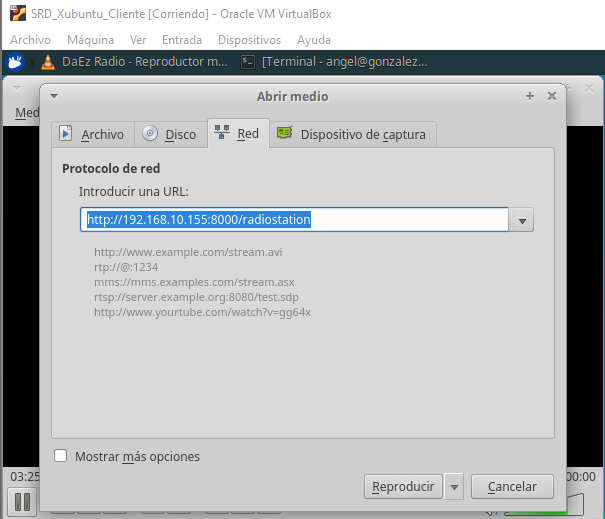 SRD_Xubuntu_Cliente [Corriendo] - Oracle VM VirtualBox
Archivo Máquina Ver Entrada Dispositivos Ayuda
DaEz Radio - Reproductor m... [Terminal - angel@gonzalez...
Abrir medio
Med
Archivo Disco Red Dispositivo de captura
Protocolo de red
Introducir una URL:
http://192.168.10.155:8000/radiostation
http://www.example.com/stream.avi
rtp://@:1234
mms://mms.examples.com/stream.asx
rtsp://server.example.org:8080/test.sdp
http://www.yourtube.com/watch?v=gg64x
Mostrar más opciones
03:25 00:00
Reproducir Cancelar